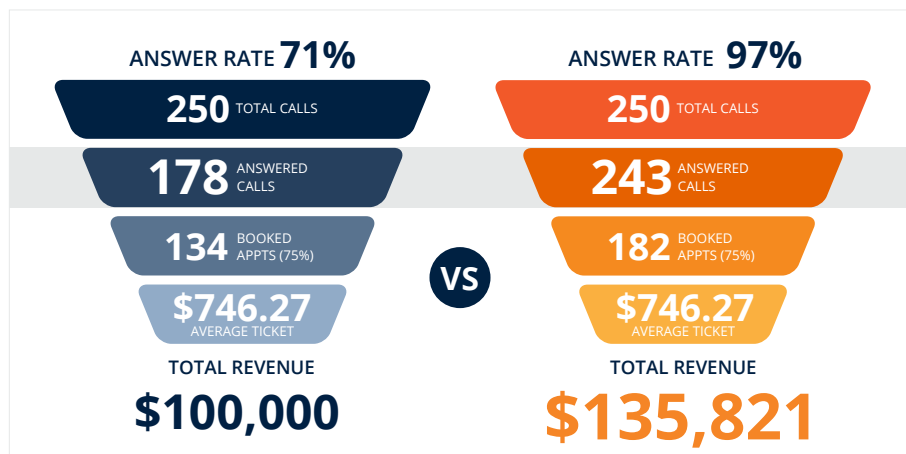 ANSWER RATE 71%
250 TOTAL CALLS
178 ANSWERED
CALLS
134 BOOKED
APPTS (75%)
$746.27
AVERAGE TICKET
TOTAL REVENUE
$100,000
VS
ANSWER RATE 97%
250 TOTAL CALLS
243 ANSWERED
CALLS
182 BOOKED
APPTS (75%)
$746.27
AVERAGE TICKET
TOTAL REVENUE
$135,821